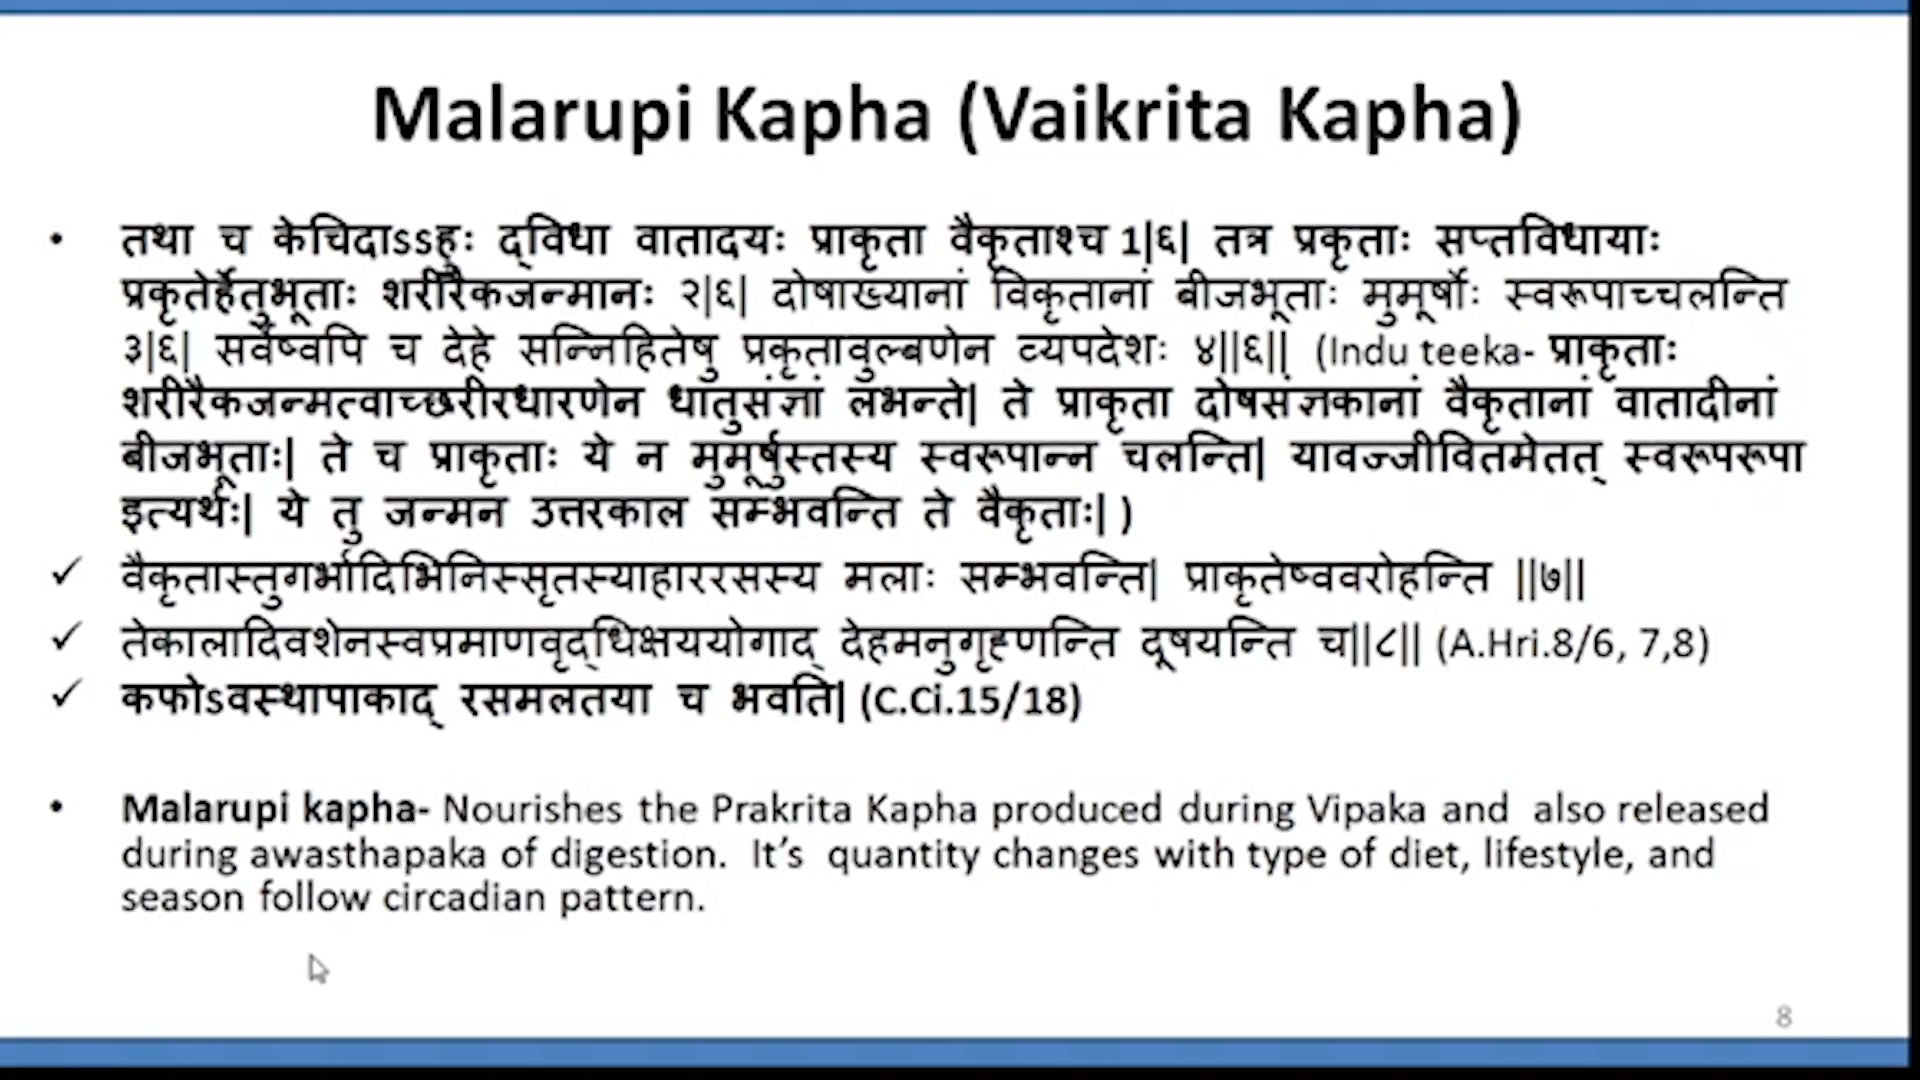 Malarupi Kapha (Vaikrita Kapha)
• तथा च केचिदाऽऽहुः द्विधा वातादयः प्राकृता वैकृताश्च 1|६| तत्र प्रकृताः सप्तविधायाः
प्रकृतेर्हेतुभूताः शरीरैकजन्मानः २|६| दोषाख्यानां विकृतानां बीजभूताः मुमूर्षोः स्वरूपाच्चलन्ति
३|६| सर्वेष्वपि च देहे सन्निहितेषु प्रकृतावुल्बणेन व्यपदेशः ४||६|| (Indu teeka- प्राकृताः
शरीरैकजन्मत्वाच्छरीरधारणेन धातुसंज्ञां लभन्ते| ते प्राकृता दोषसंज्ञकानां वैकृतानां वातादीनां
बीजभूताः| ते च प्राकृताः ये न मुमूर्षुस्तस्य स्वरूपान्न चलन्ति| यावज्जीवितमेतत् स्वरूपरूपा
इत्यर्थः| ये तु जन्मन उत्तरकाल सम्भवन्ति ते वैकृताः| )
✓ वैकृतास्तुगर्भादिभिनिस्सृतस्याहाररसस्य मलाः सम्भवन्ति| प्राकृतेष्ववरोहन्ति ||७||
✓ तेकालादिवशेनस्वप्रमाणवृद्धिक्षययोगाद् देहमनुगृह्णन्ति दूषयन्ति च||८|| (A.Hri.8/6, 7,8)
✓ कफोऽवस्थापाकाद् रसमलतया च भवति| (C.Ci.15/18)
• Malarupi kapha- Nourishes the Prakrita Kapha produced during Vipaka and also released
during awasthapaka of digestion. It’s quantity changes with type of diet, lifestyle, and
season follow circadian pattern.
8